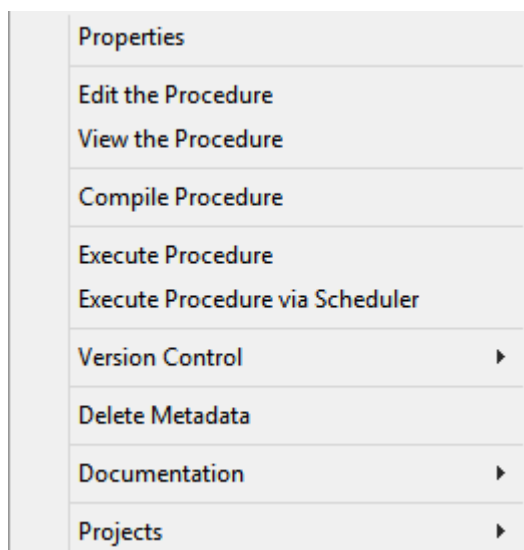 Properties
Edit the Procedure
View the Procedure
Compile Procedure
Execute Procedure
Execute Procedure via Scheduler
Version Control
Delete Metadata
Documentation
Projects